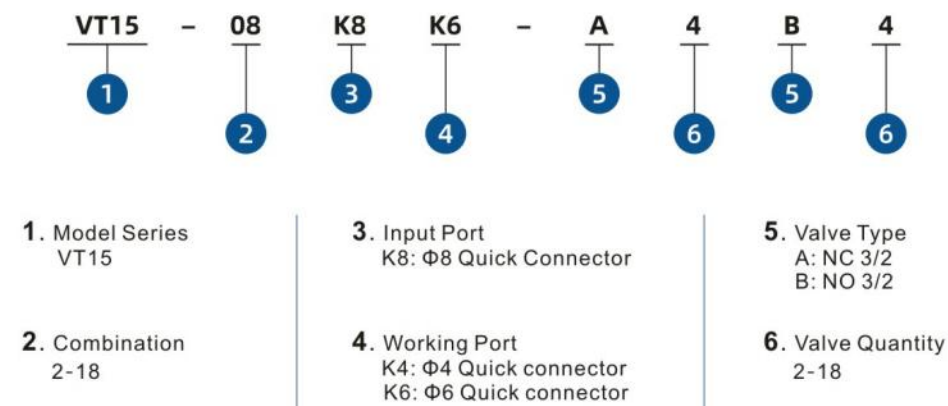 VT15 - 08 K8 K6 - A 4 B 4
1 3 5 5
2 4 6 6
1. Model Series
VT15
2. Combination
2-18
3. Input Port
K8: Φ8 Quick Connector
4. Working Port
K4: Φ4 Quick connector
K6: Φ6 Quick connector
5. Valve Type
A: NC 3/2
B: NO 3/2
6. Valve Quantity
2-18